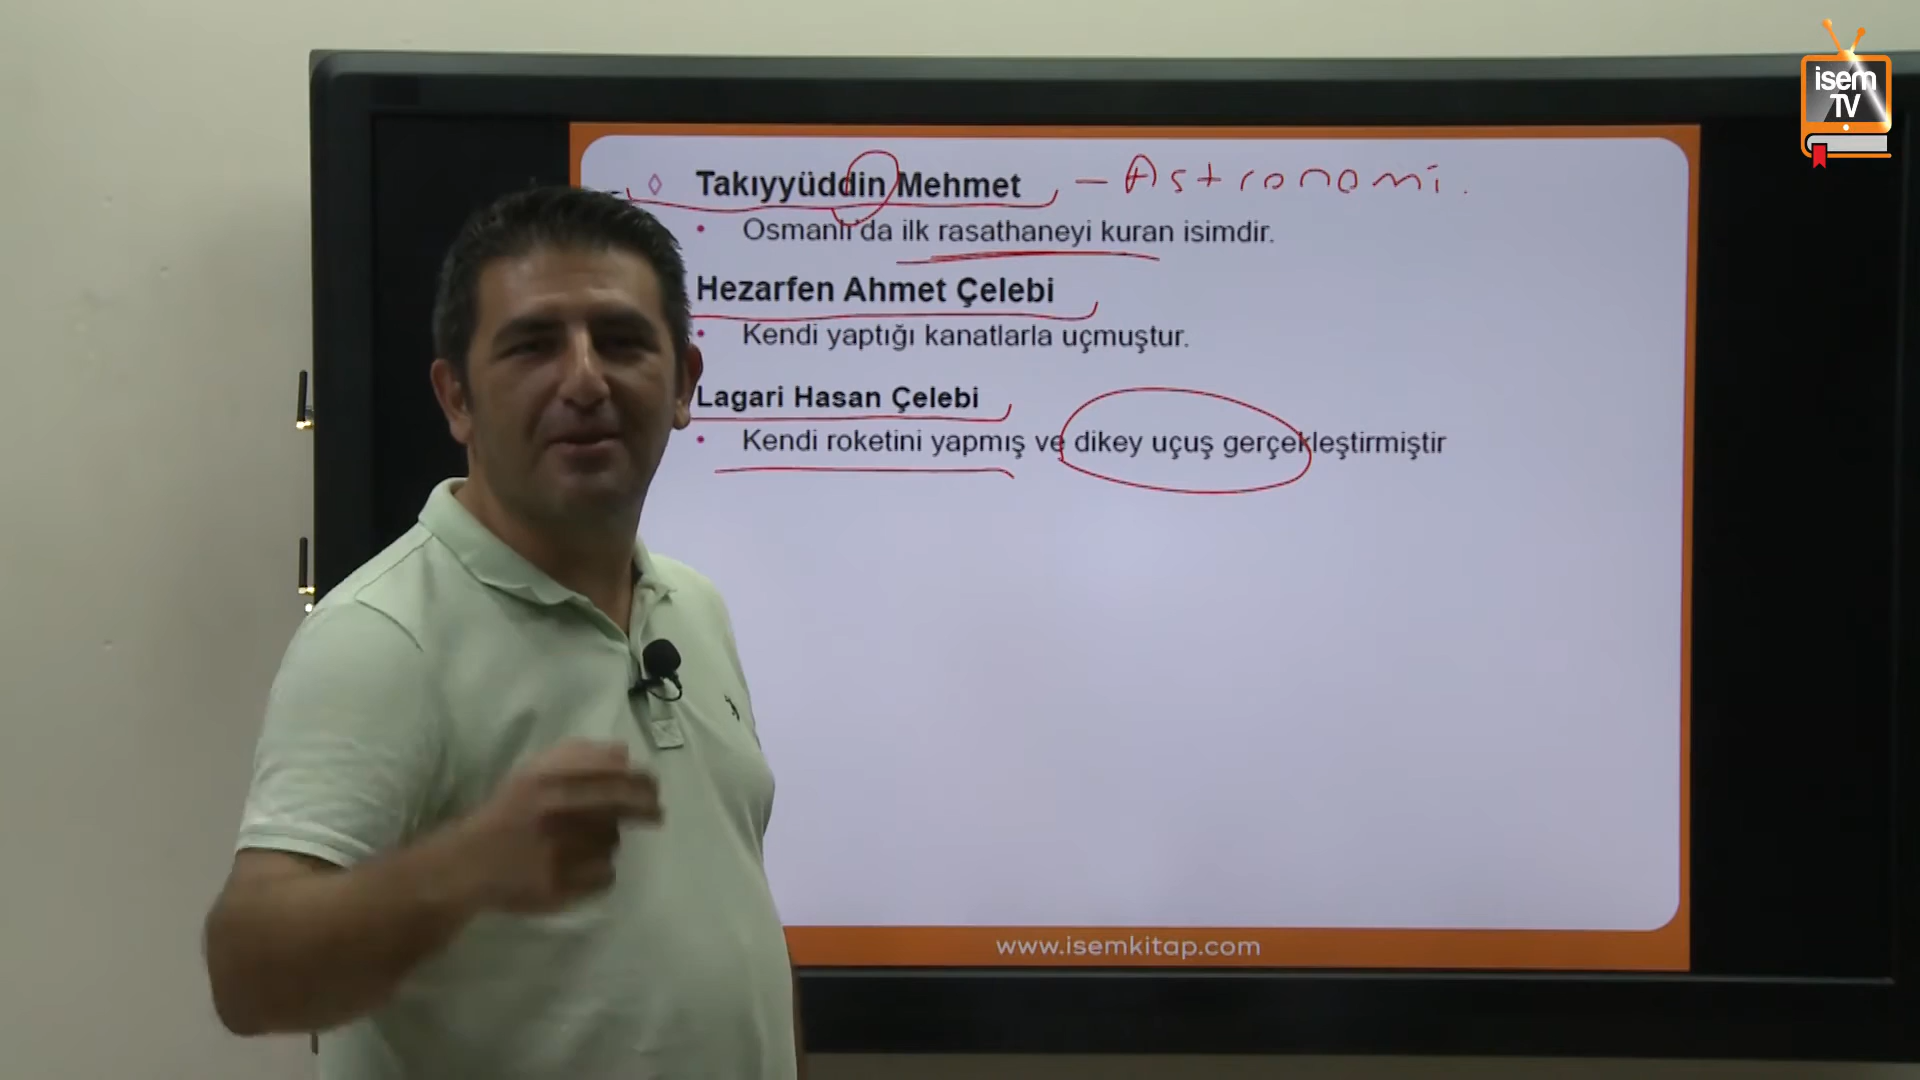 isem
TV
Takıyyüddin Mehmet - Astronomi.
Osmanlı'da ilk rasathaneyi kuran isimdir.
Hezarfen Ahmet Çelebi
Kendi yaptığı kanatlarla uçmuştur.
Lagari Hasan Çelebi
Kendi roketini yapmış ve dikey uçuş gerçekleştirmiştir
www.isemkitap.com